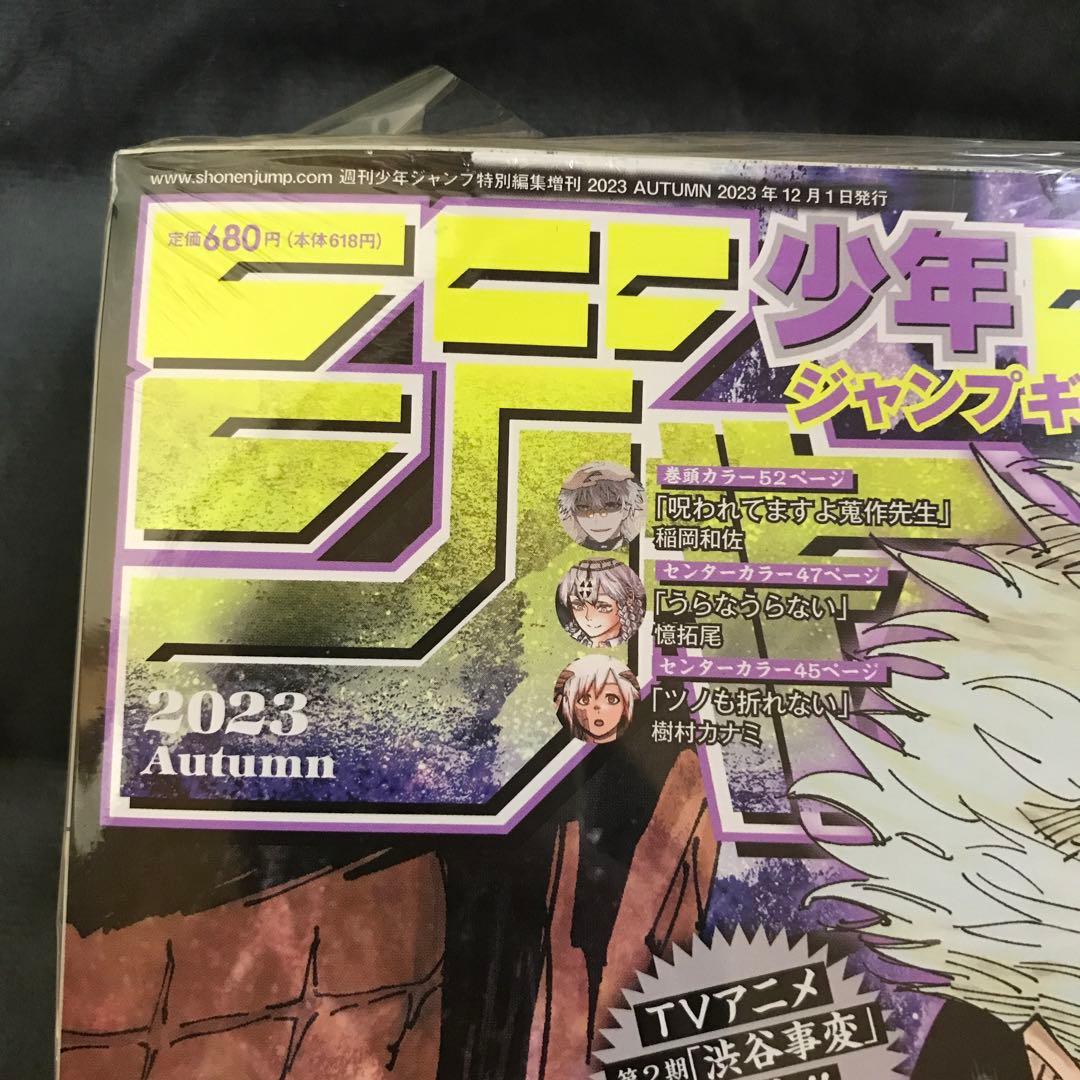 www.shonenjump.com 週刊少年ジャンプ特別編集増刊 2023 AUTUMN 2023年12月1日発行
定価680円(本体618円)
少年
ジャンプギ
ジャ
巻頭カラー52ページ
「呪われてますよ蒐作先生」
稲岡和佐
センターカラー47ページ
「うらなうらない」
憶拓尾
センターカラー45ページ
「ツノも折れない」
樹村カナミ
2023
Autumn
TVアニメ
第2期「渋谷事変」